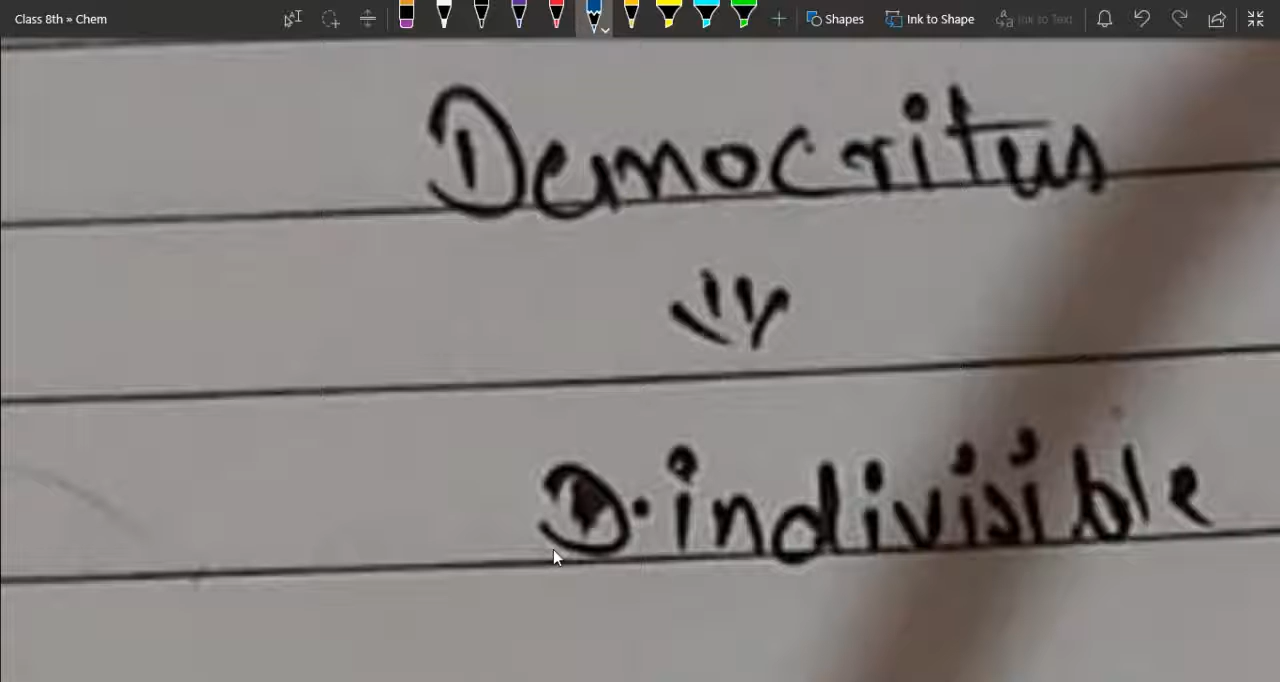 Class 8th » Chem
Shapes
Ink to Shape
Ink to Text
Democritus
D.indivisible